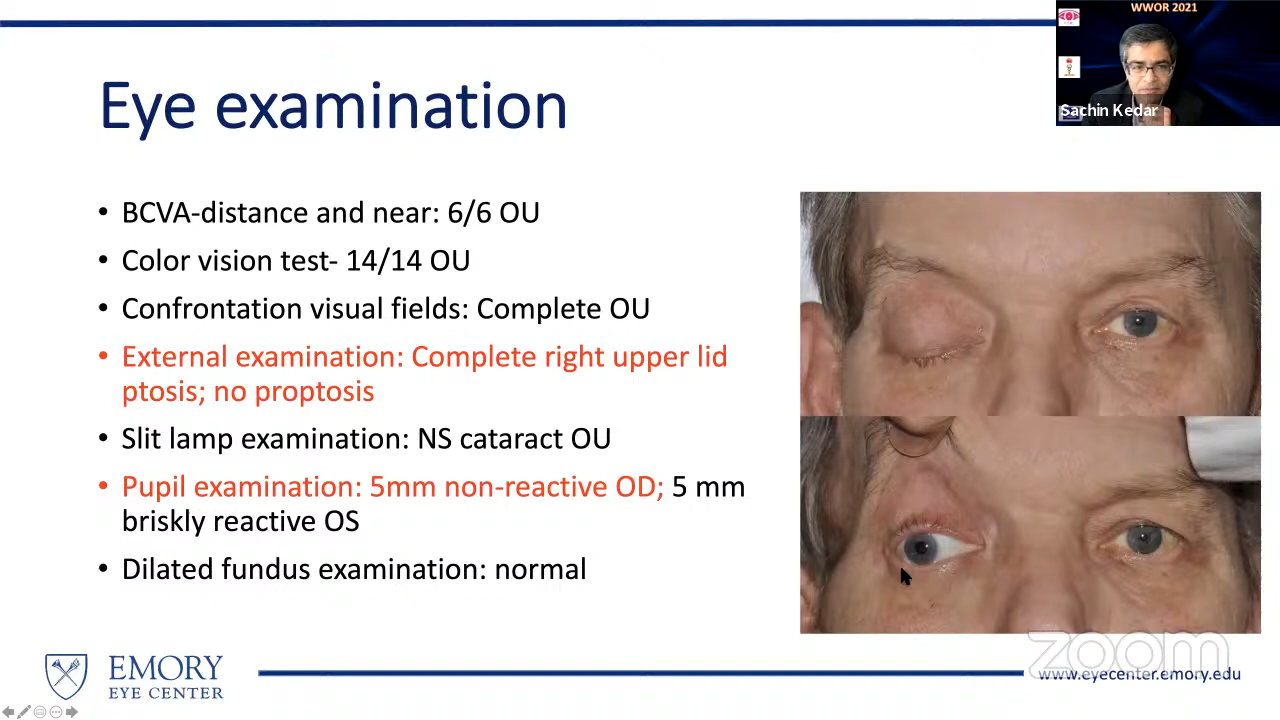 WWOR 2021
Sachin Kedar
Eye examination
• BCVA-distance and near: 6/6 OU
• Color vision test- 14/14 OU
• Confrontation visual fields: Complete OU
• External examination: Complete right upper lid
ptosis; no proptosis
• Slit lamp examination: NS cataract OU
• Pupil examination: 5mm non-reactive OD; 5 mm
briskly reactive OS
• Dilated fundus examination: normal
zoom
EMORY
EYE CENTER
www.eyecenter.emory.edu